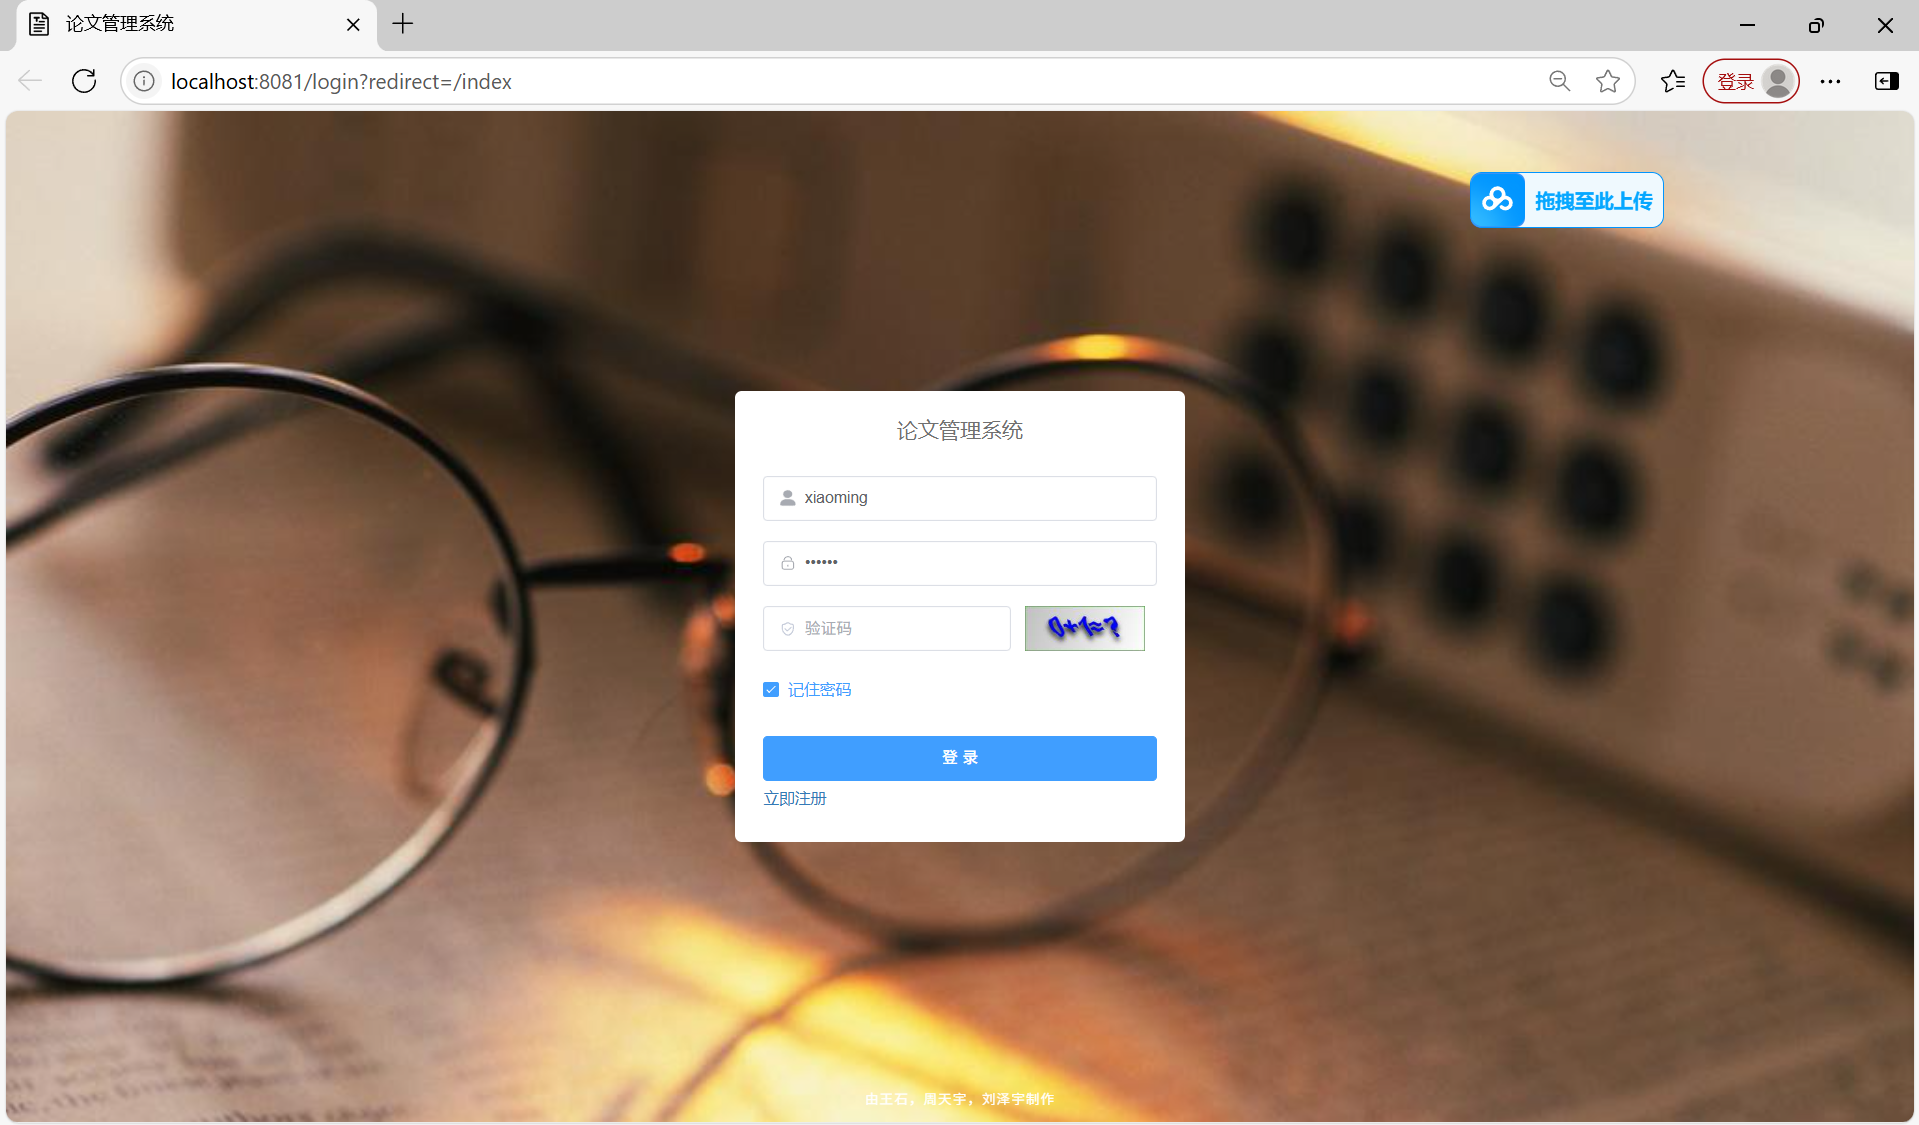 论文管理系统
localhost:8081/login?redirect=/index
登录
拖拽至此上传
论文管理系统
xiaoming
••••••
验证码
0+1=?
记住密码
登 录
立即注册
由王石，周天宇，刘泽宇制作